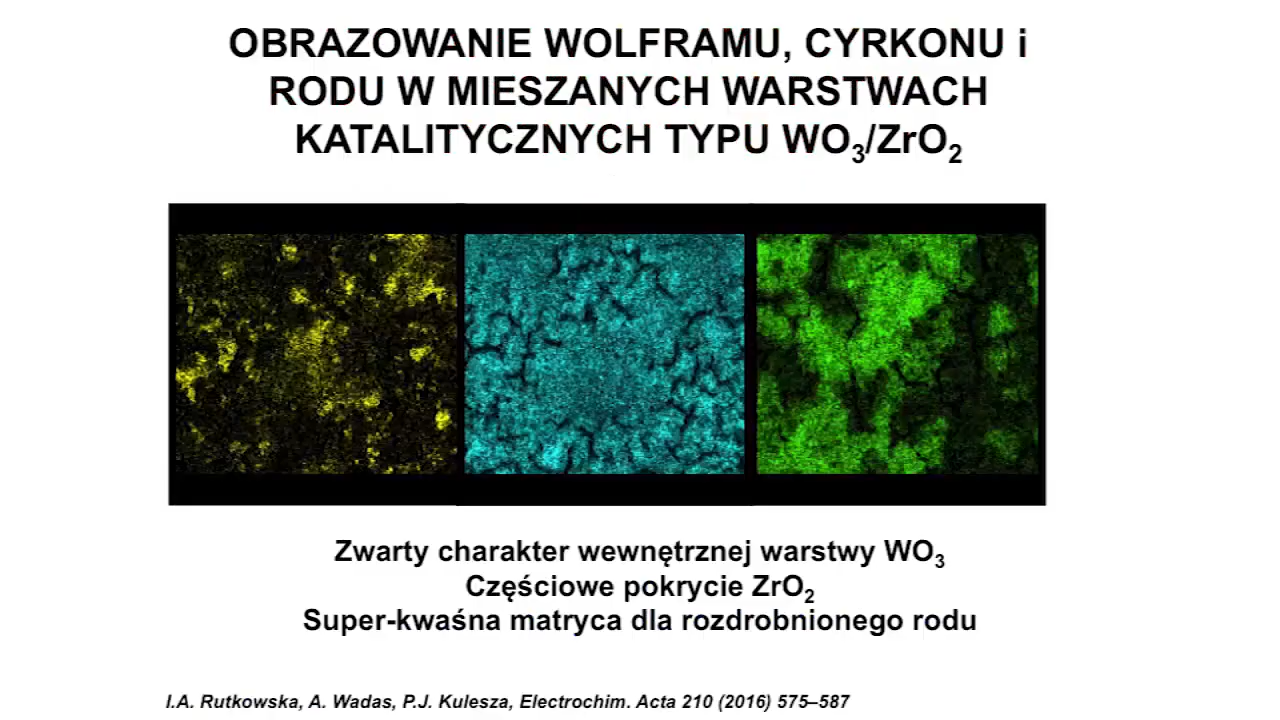 OBRAZOWANIE WOLFRAMU, CYRKONU i
RODU W MIESZANYCH WARSTWACH
KATALITYCZNYCH TYPU WO₃/ZrO₂
Zwarty charakter wewnętrznej warstwy WO₃
Częściowe pokrycie ZrO₂
Super-kwaśna matryca dla rozdrobnionego rodu
I.A. Rutkowska, A. Wadas, P.J. Kulesza, Electrochim. Acta 210 (2016) 575–587